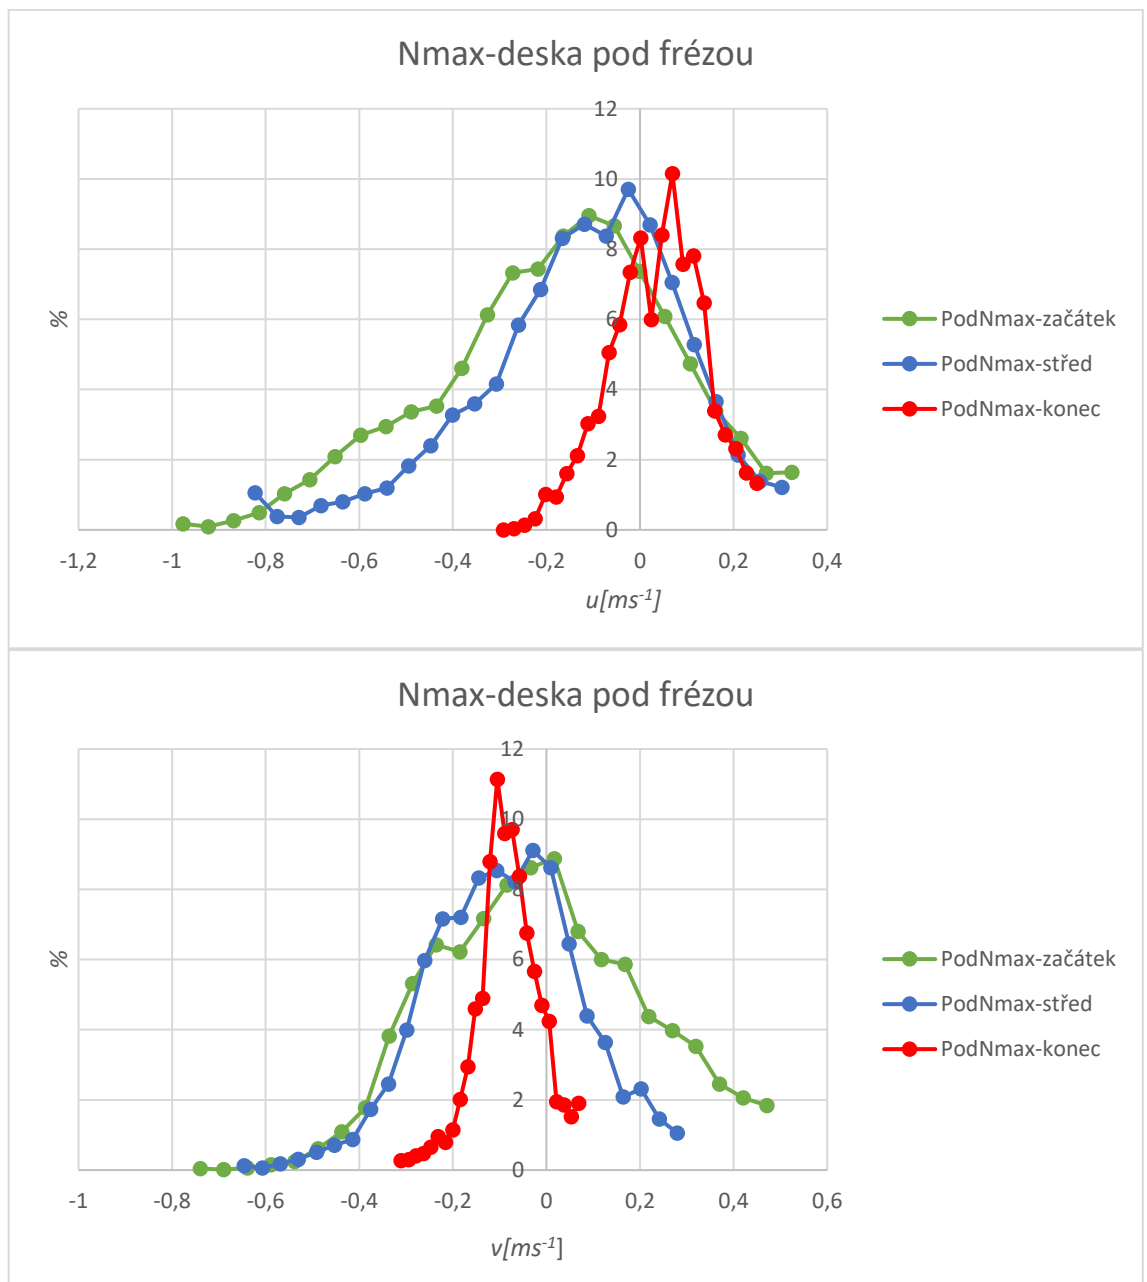 Nmax-deska pod frézou
12
10
8
6
4
2
0
%
-1,2 -1 -0,8 -0,6 -0,4 -0,2 0 0,2 0,4
u[ms-1]
PodNmax-začátek
PodNmax-střed
PodNmax-konec
Nmax-deska pod frézou
12
10
8
6
4
2
0
%
-1 -0,8 -0,6 -0,4 -0,2 0 0,2 0,4 0,6
v[ms-1]
PodNmax-začátek
PodNmax-střed
PodNmax-konec